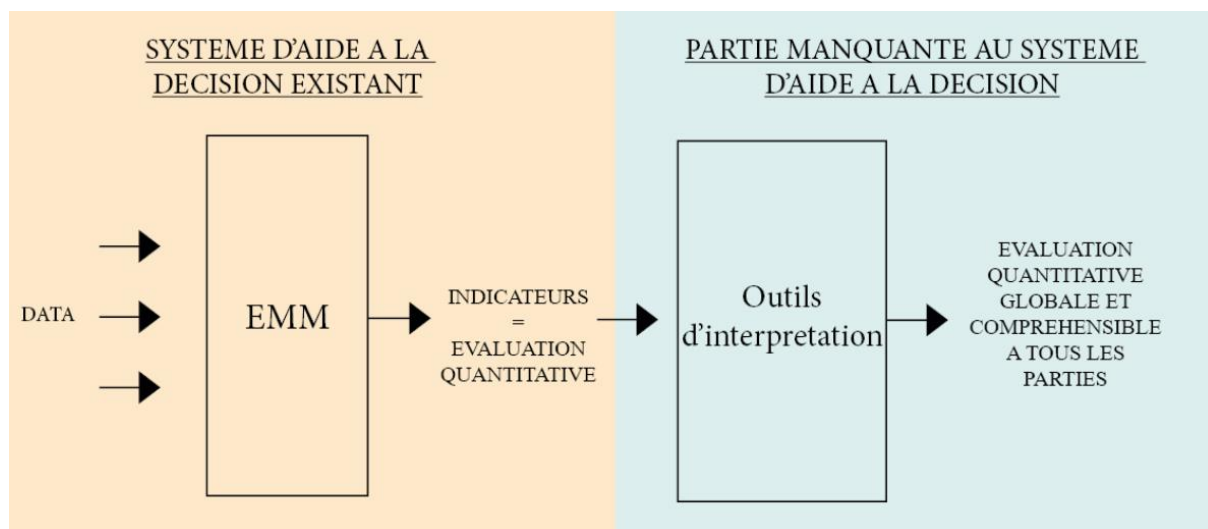 SYSTEME D'AIDE A LA
DECISION EXISTANT
PARTIE MANQUANTE AU SYSTEME
D'AIDE A LA DECISION
DATA
EMM
INDICATEURS
=
EVALUATION
QUANTITATIVE
Outils
d'interpretation
EVALUATION
QUANTITATIVE
GLOBALE ET
COMPREHENSIBLE
A TOUS LES
PARTIES